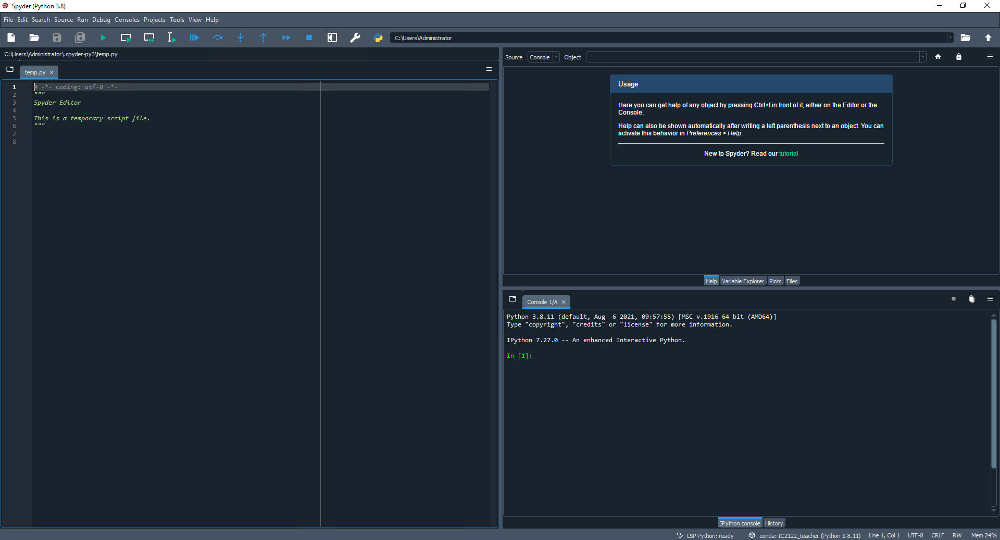 Spyder (Python 3.8)
File Edit Search Source Run Debug Consoles Projects Tools View Help
C:\Users\Administrator
C:\Users\Administrator\.spyder-py3\temp.py
temp.py
1 # -*- coding: utf-8 -*-
2 """
3 Spyder Editor
4
5 This is a temporary script file.
6 """
7
8
Source Console Object
Usage
Here you can get help of any object by pressing Ctrl+I in front of it, either on the Editor or the
Console.
Help can also be shown automatically after writing a left parenthesis next to an object. You can
activate this behavior in Preferences > Help.
New to Spyder? Read our tutorial
Help Variable Explorer Plots Files
Console 1/A
Python 3.8.11 (default, Aug  6 2021, 09:57:55) [MSC v.1916 64 bit (AMD64)]
Type "copyright", "credits" or "license" for more information.
IPython 7.27.0 -- An enhanced Interactive Python.
In [1]:
IPython console History
LSP Python: ready conda: IC2122_teacher (Python 3.8.11) Line 1, Col 1 UTF-8 CRLF RW Mem 24%